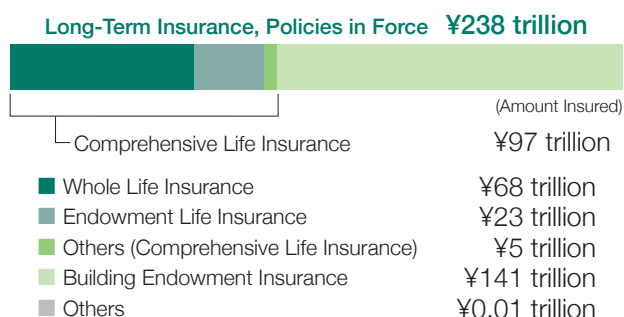 Long-Term Insurance, Policies in Force ¥238 trillion
(Amount Insured)
Comprehensive Life Insurance ¥97 trillion
Whole Life Insurance ¥68 trillion
Endowment Life Insurance ¥23 trillion
Others (Comprehensive Life Insurance) ¥5 trillion
Building Endowment Insurance ¥141 trillion
Others ¥0.01 trillion